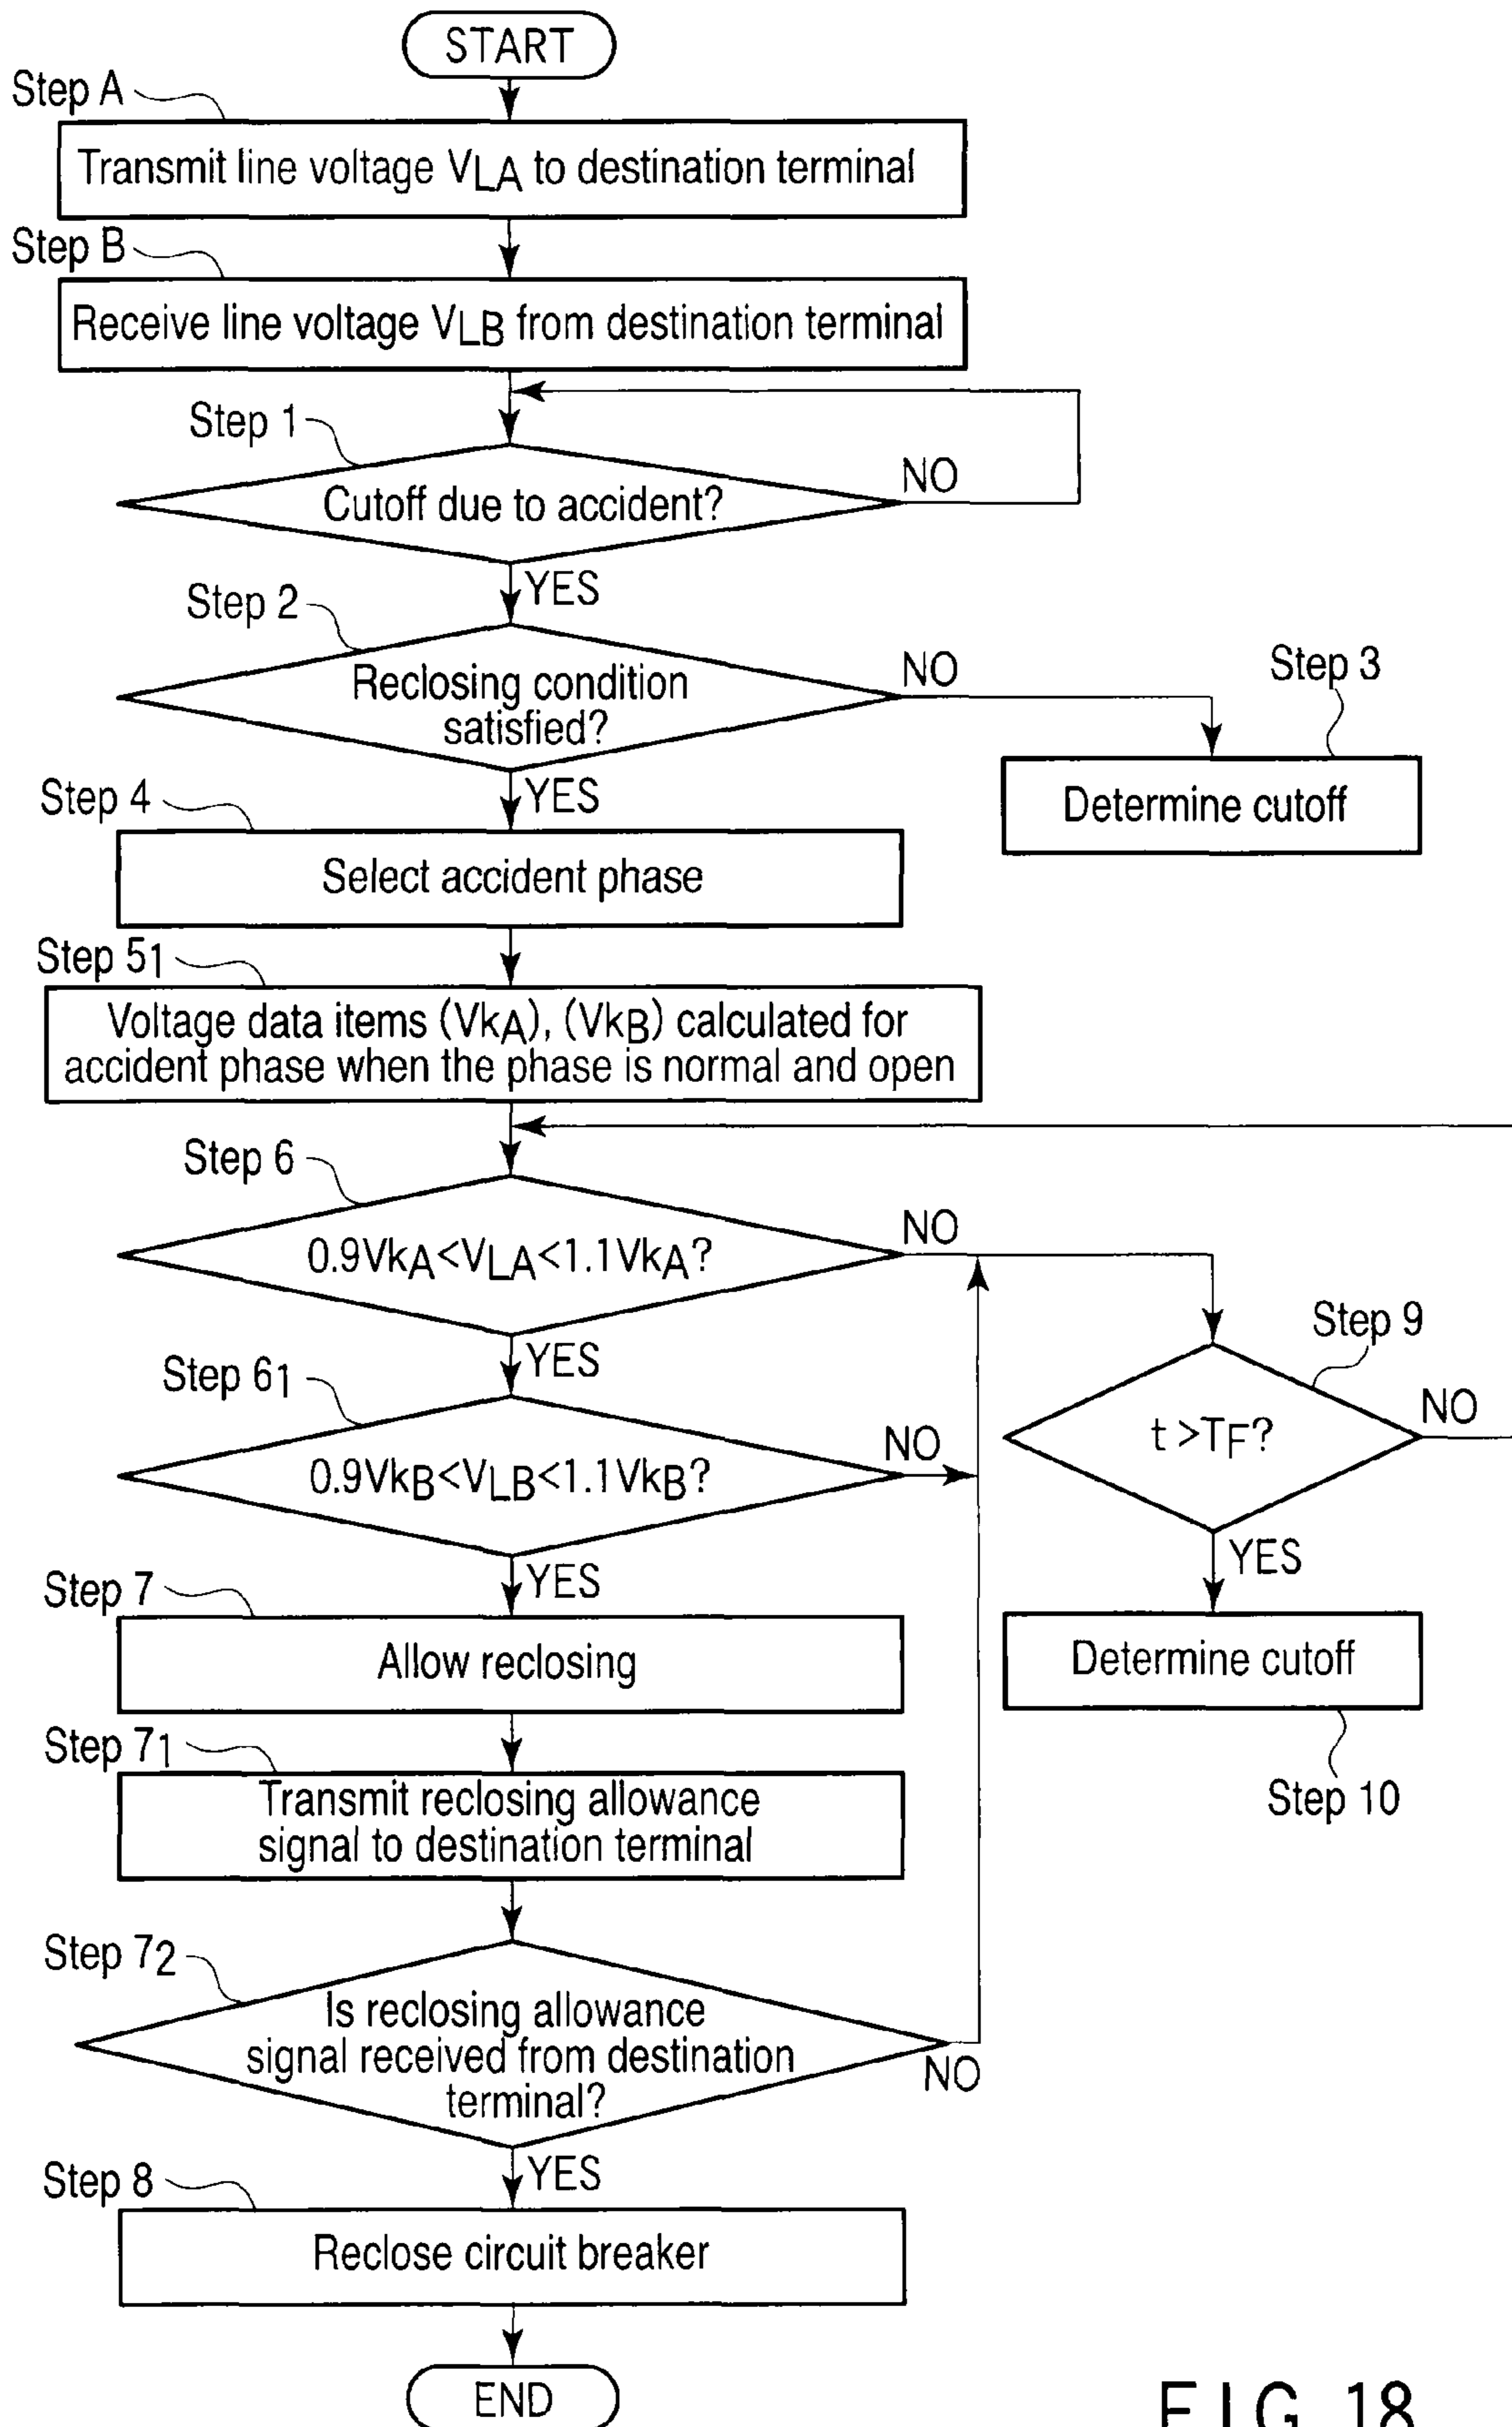 START
Step A
Transmit line voltage VLA to destination terminal
Step B
Receive line voltage VLB from destination terminal
Step 1
Cutoff due to accident?
NO
YES
Step 2
Reclosing condition
satisfied?
NO
Step 3
Determine cutoff
YES
Step 4
Select accident phase
Step 51
Voltage data items (VkA), (VkB) calculated for
accident phase when the phase is normal and open
Step 6
0.9VkA<VLA<1.1VkA?
NO
YES
Step 9
t >TF?
NO
YES
Step 61
0.9VkB<VLB<1.1VkB?
NO
YES
Step 7
Allow reclosing
Determine cutoff
Step 10
Step 71
Transmit reclosing allowance
signal to destination terminal
Step 72
Is reclosing allowance
signal received from destination
terminal?
NO
YES
Step 8
Reclose circuit breaker
END
FIG. 18